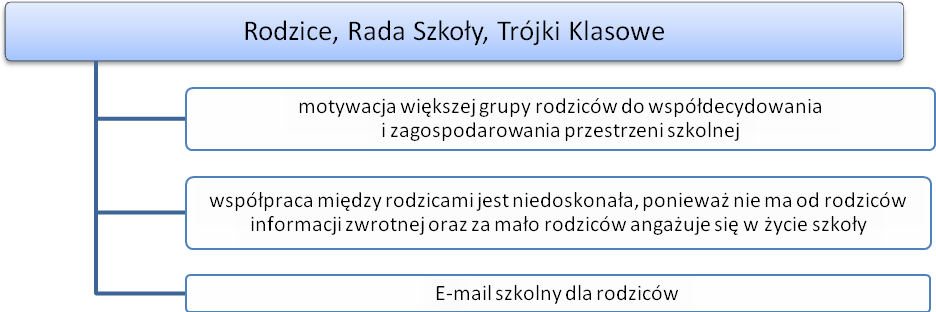 Rodzice, Rada Szkoły, Trójki Klasowe
motywacja większej grupy rodziców do współdecydowania
i zagospodarowania przestrzeni szkolnej
współpraca między rodzicami jest niedoskonała, ponieważ nie ma od rodziców
informacji zwrotnej oraz za mało rodziców angażuje się w życie szkoły
E-mail szkolny dla rodziców